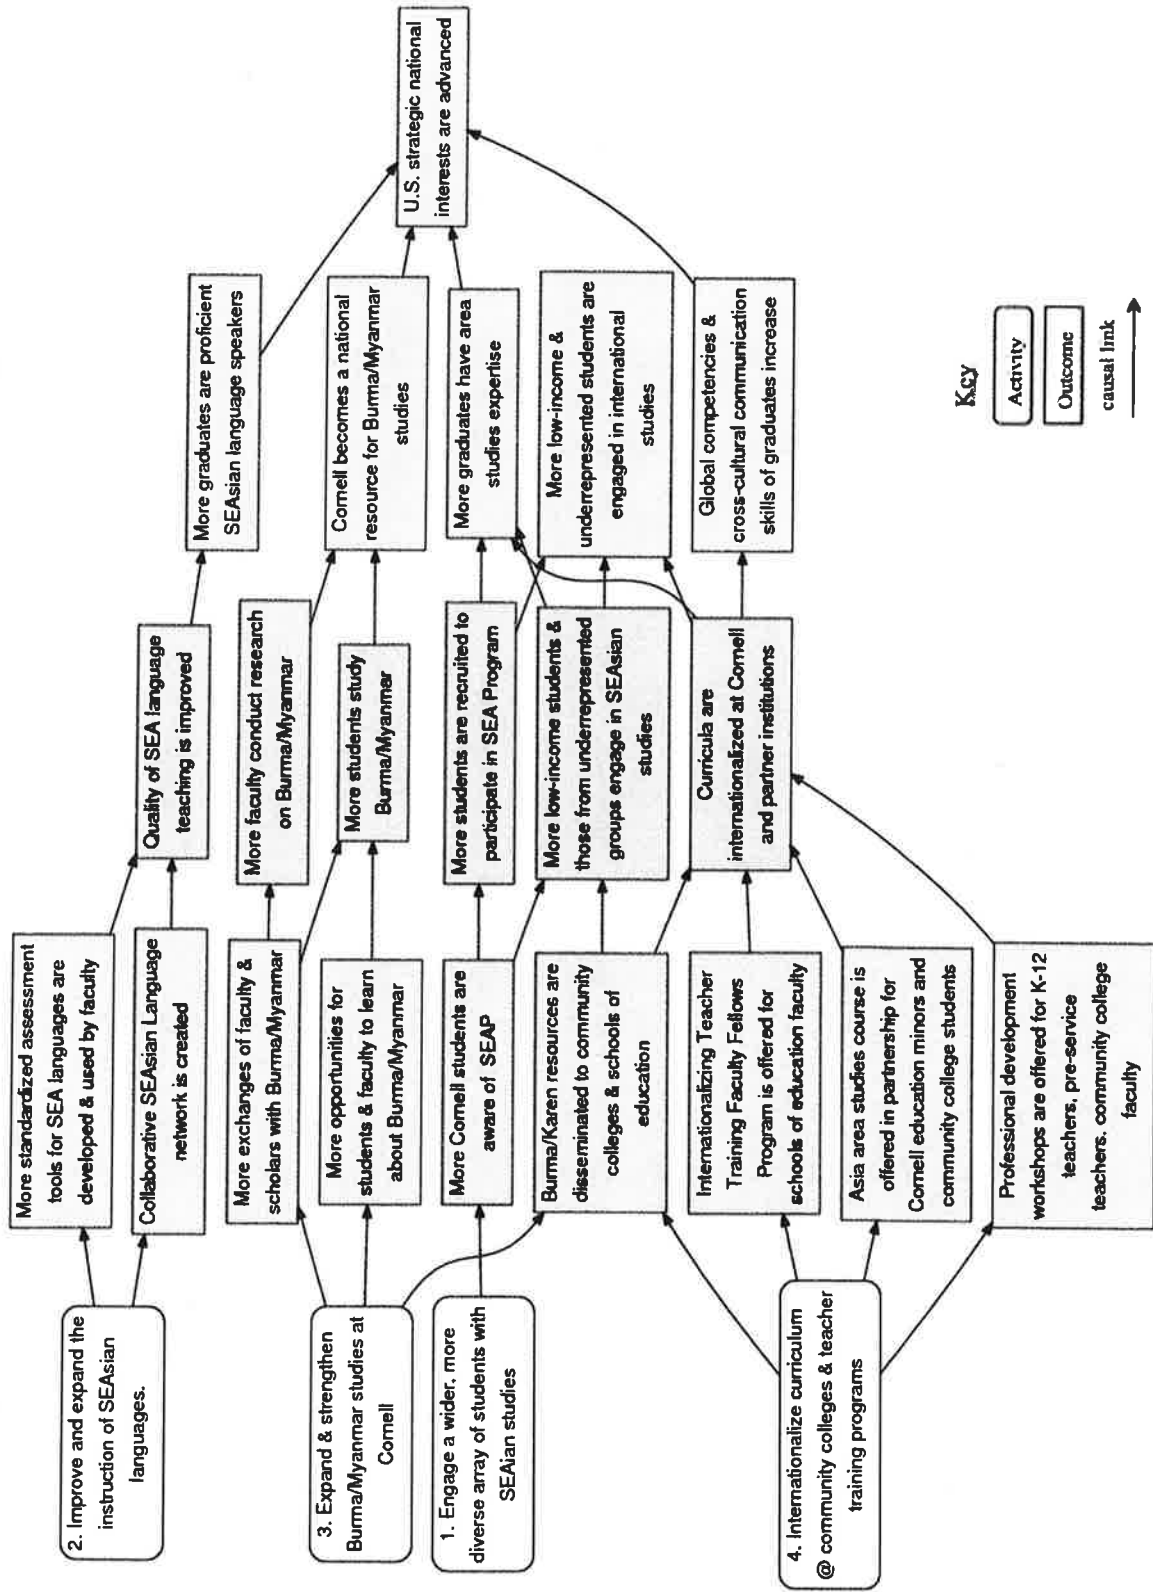 2. Improve and expand the
instruction of SEAsian
languages.
3. Expand & strengthen
Burma/Myanmar studies at
Cornell
1. Engage a wider, more
diverse array of students with
SEAian studies
4. Internationalize curriculum
@ community colleges & teacher
training programs
More standardized assessment
tools for SEA languages are
developed & used by faculty
Collaborative SEAsian Language
network is created
More exchanges of faculty &
scholars with Burma/Myanmar
More opportunities for
students & faculty to learn
about Burma/Myanmar
More Cornell students are
aware of SEAP
Burma/Karen resources are
disseminated to community
colleges & schools of
education
Internationalizing Teacher
Training Faculty Fellows
Program is offered for
schools of education faculty
Asia area studies course is
offered in partnership for
Cornell education minors and
community college students
Professional development
workshops are offered for K-12
teachers, pre-service
teachers, community college
faculty
Quality of SEA language
teaching is improved
More faculty conduct research
on Burma/Myanmar
More students study
Burma/Myanmar
More students are recruited to
participate in SEA Program
More low-income students &
those from underrepresented
groups engage in SEAsian
studies
Curricula are
internationalized at Cornell
and partner institutions
More graduates are proficient
SEAsian language speakers
Cornell becomes a national
resource for Burma/Myanmar
studies
More graduates have area
studies expertise
More low-income &
underrepresented students are
engaged in international
studies
Global competencies &
cross-cultural communication
skills of graduates increase
U.S. strategic national
interests are advanced
Key
Activity
Outcome
causal link